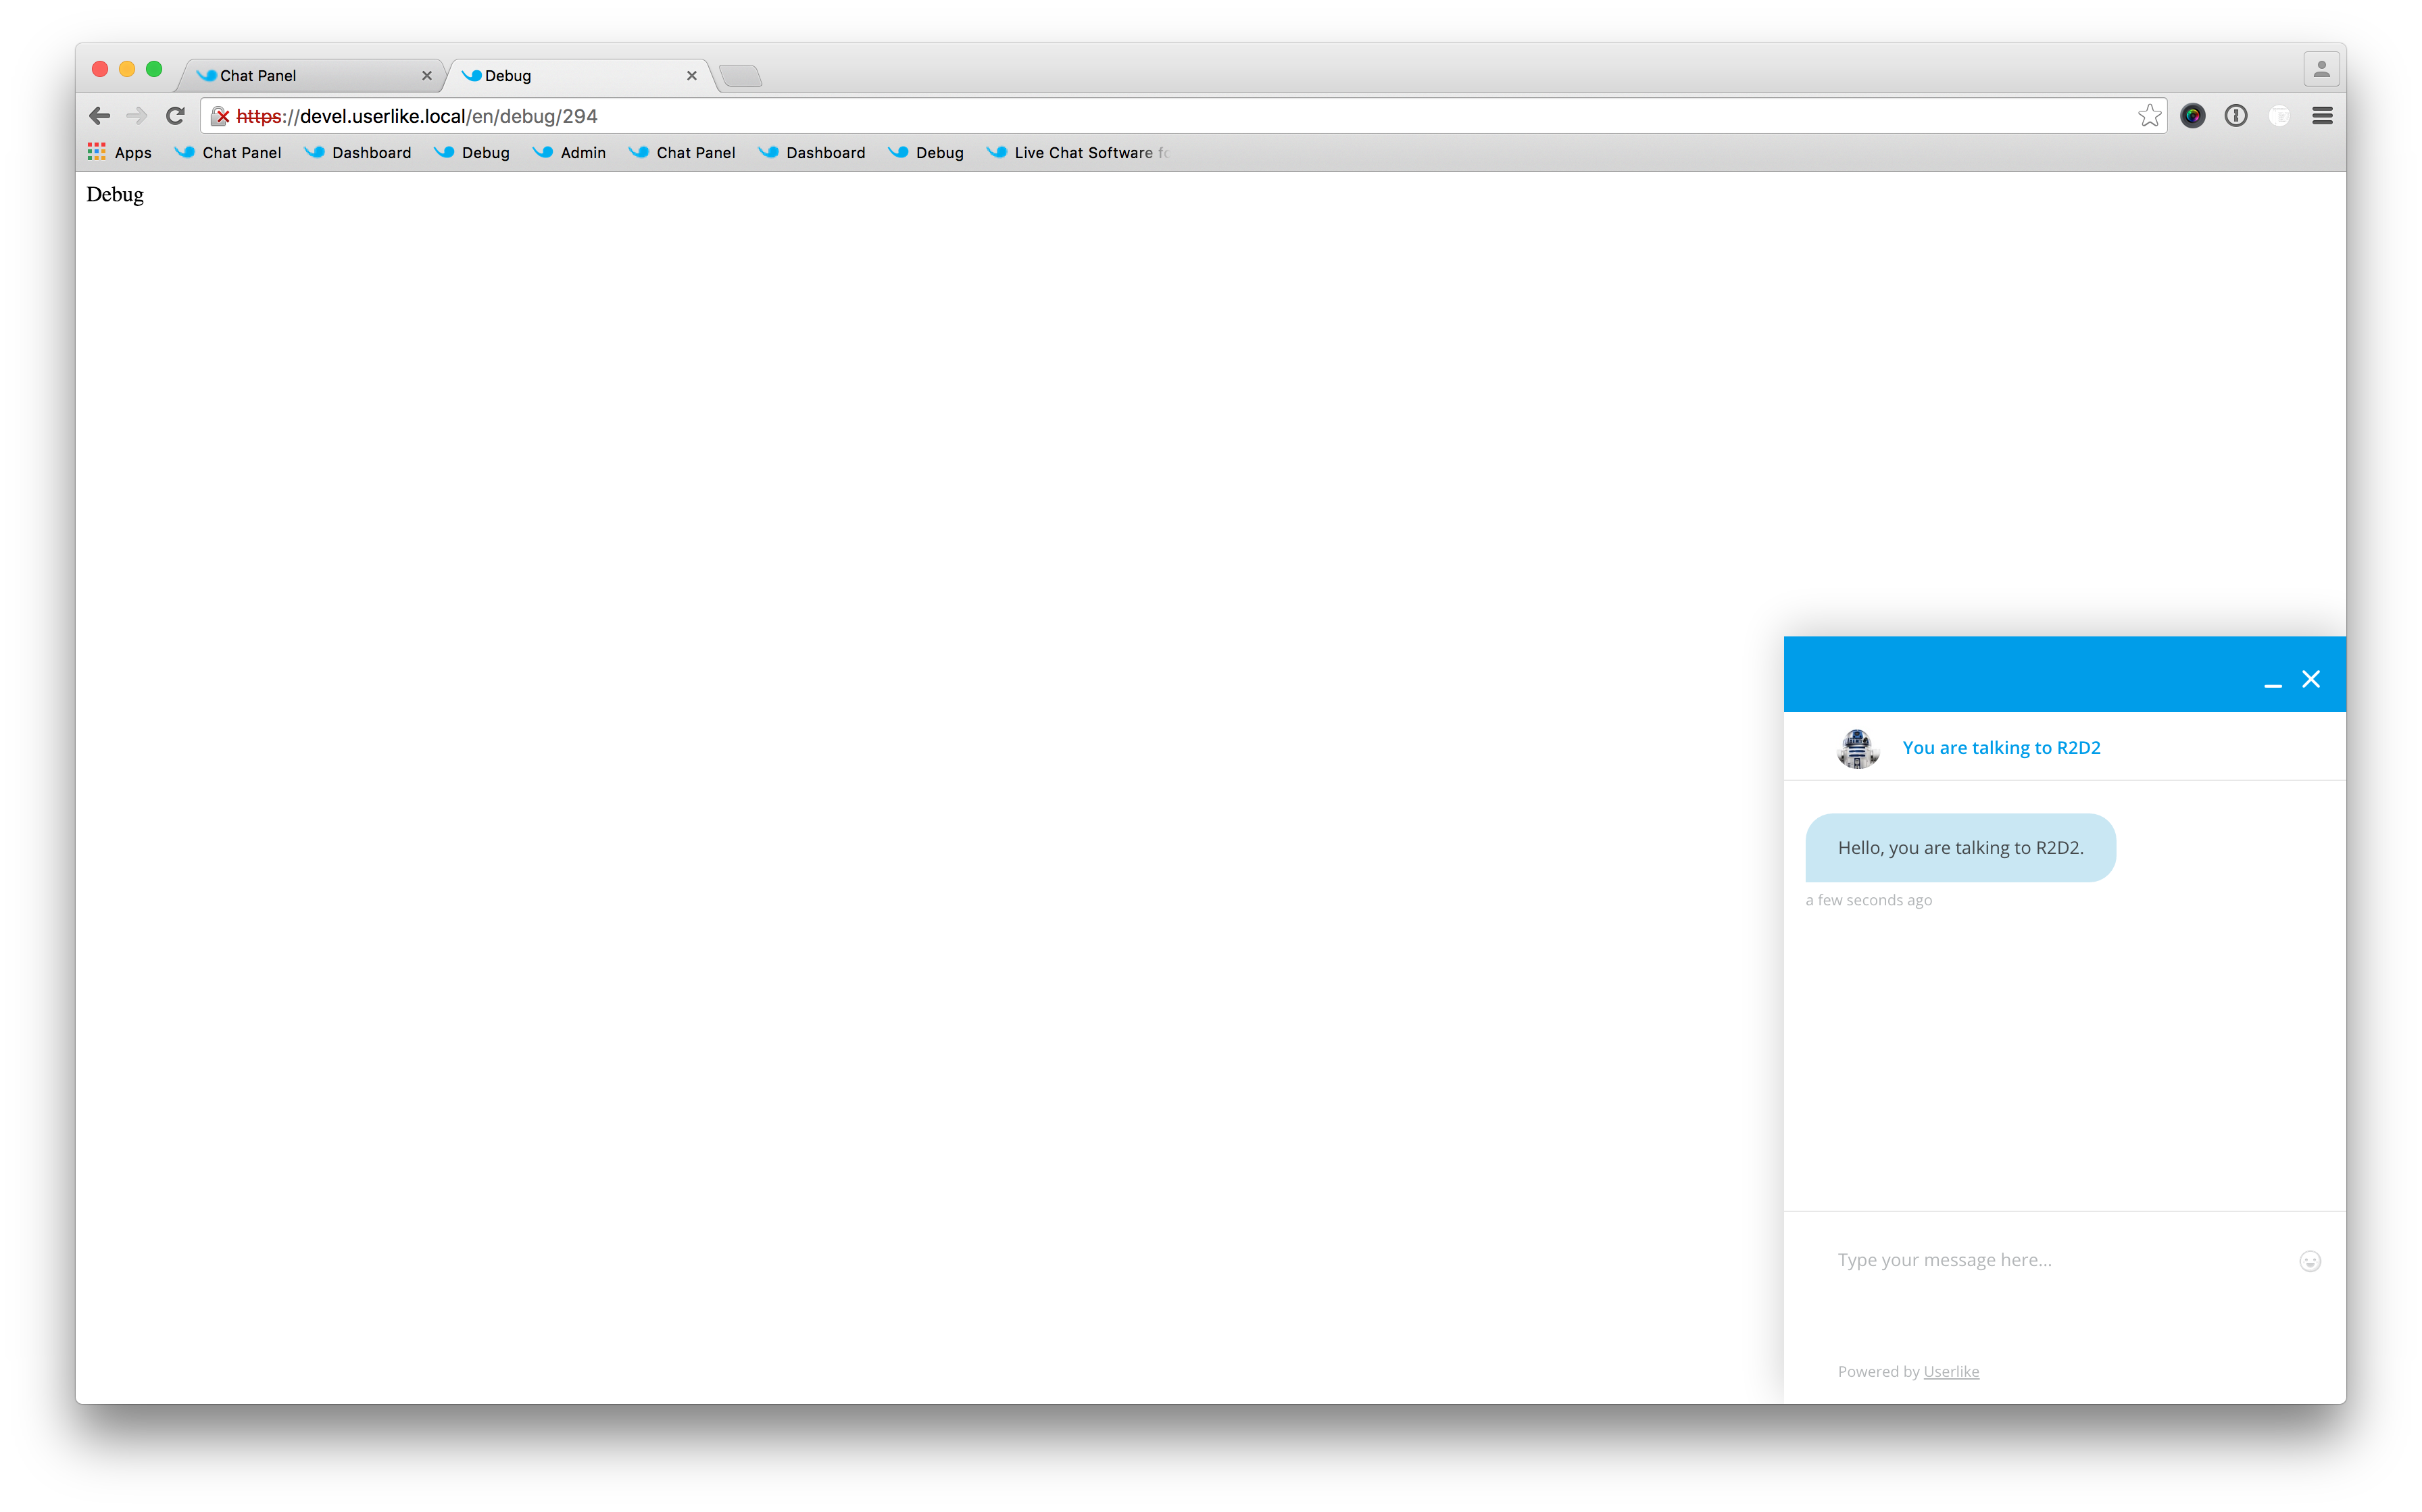 Chat Panel
Debug
https://devel.userlike.local/en/debug/294
Apps Chat Panel Dashboard Debug Admin Chat Panel Dashboard Debug Live Chat Software
Debug
You are talking to R2D2
Hello, you are talking to R2D2.
a few seconds ago
Type your message here...
Powered by Userlike